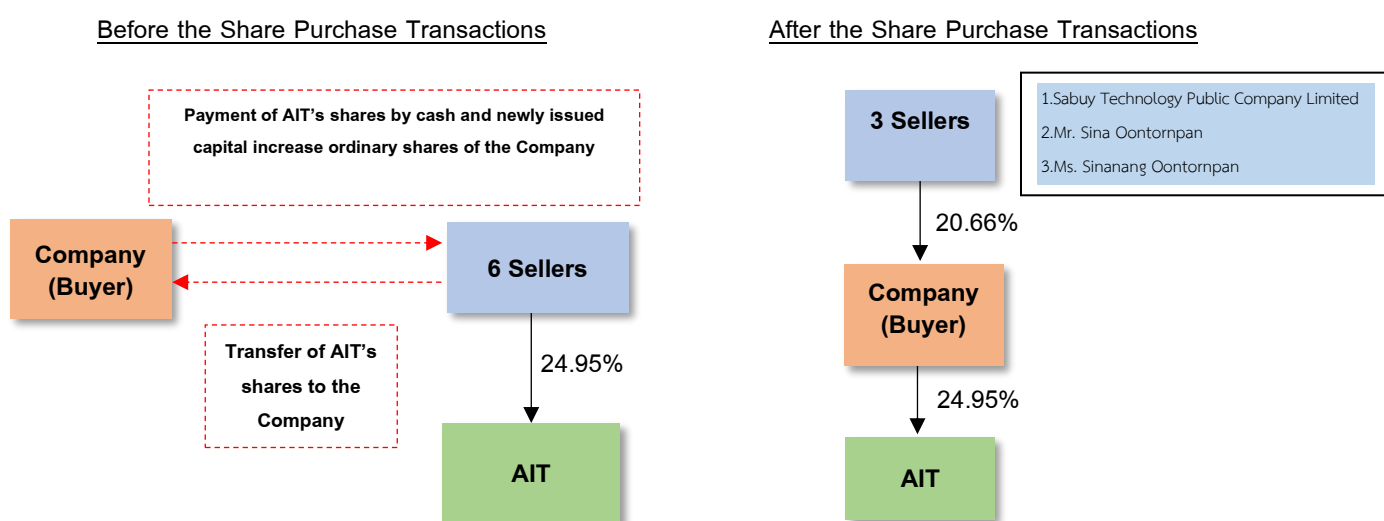 Before the Share Purchase Transactions
Payment of AIT’s shares by cash and newly issued
capital increase ordinary shares of the Company
Company
(Buyer)
6 Sellers
Transfer of AIT’s
shares to the
Company
24.95%
AIT
After the Share Purchase Transactions
3 Sellers
1.Sabuy Technology Public Company Limited
2.Mr. Sina Oontornpan
3.Ms. Sinanang Oontornpan
20.66%
Company
(Buyer)
24.95%
AIT